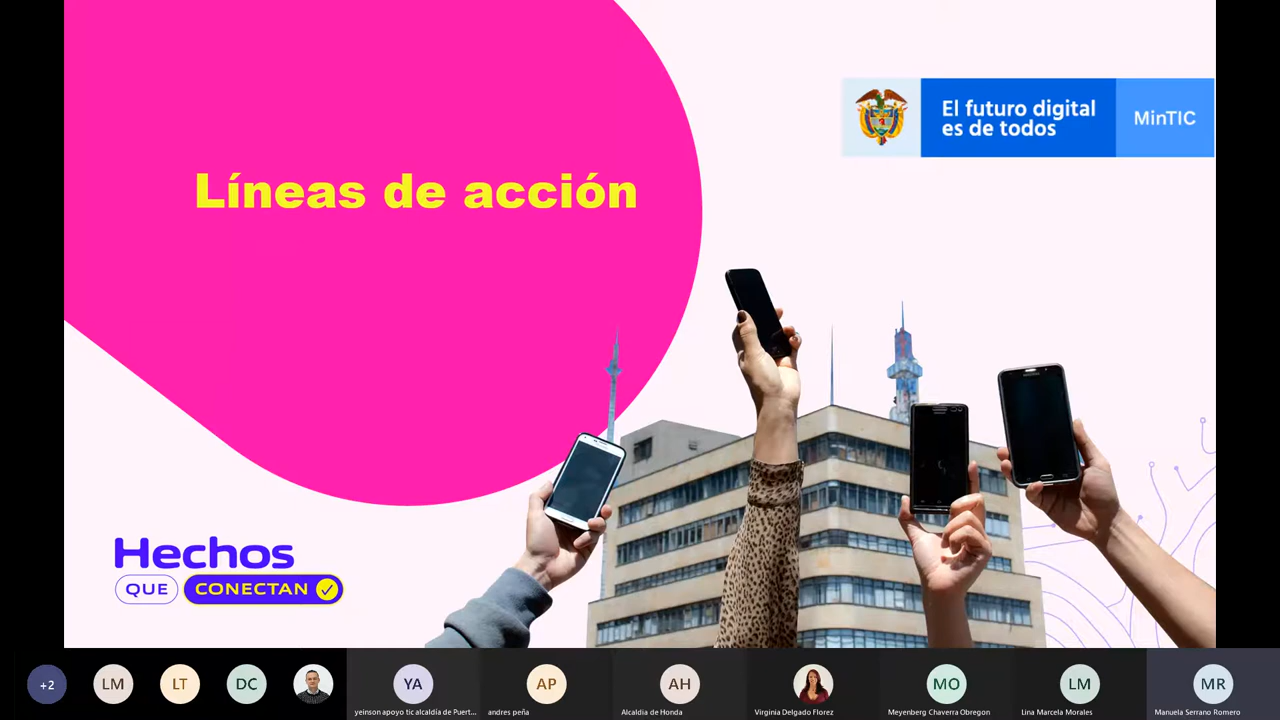 El futuro digital
es de todos
MinTIC
Líneas de acción
Hechos
QUE CONECTAN
+2
LM
LT
DC
YA
AP
AH
MO
LM
MR
yeinson apoyo tic alcaldía de Puert...
andres peña
Alcaldia de Honda
Virginia Delgado Florez
Meyenberg Chaverra Obregon
Lina Marcela Morales
Manuela Serrano Romero